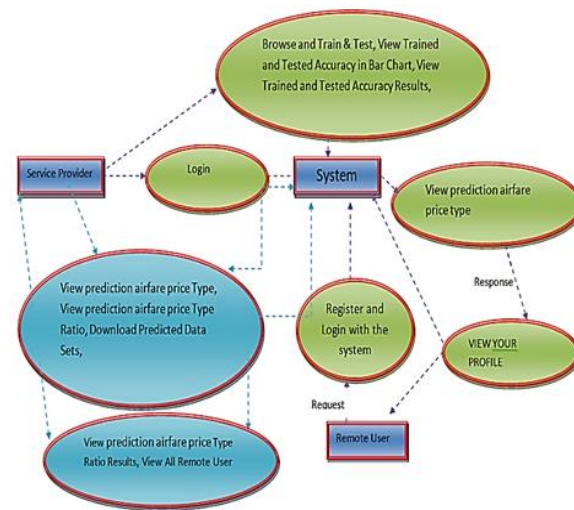 Browse and Train & Test, View Trained
and Tested Accuracy in Bar Chart, View
Trained and Tested Accuracy Results,
Service Provider
Login
System
View prediction airfare
price type
View prediction airfare price Type,
View prediction airfare price Type
Ratio, Download Predicted Data
Sets,
Register and
Login with the
system
Response
VIEW YOUR
PROFILE
Request
Remote User
View prediction airfare price Type
Ratio Results, View All Remote User